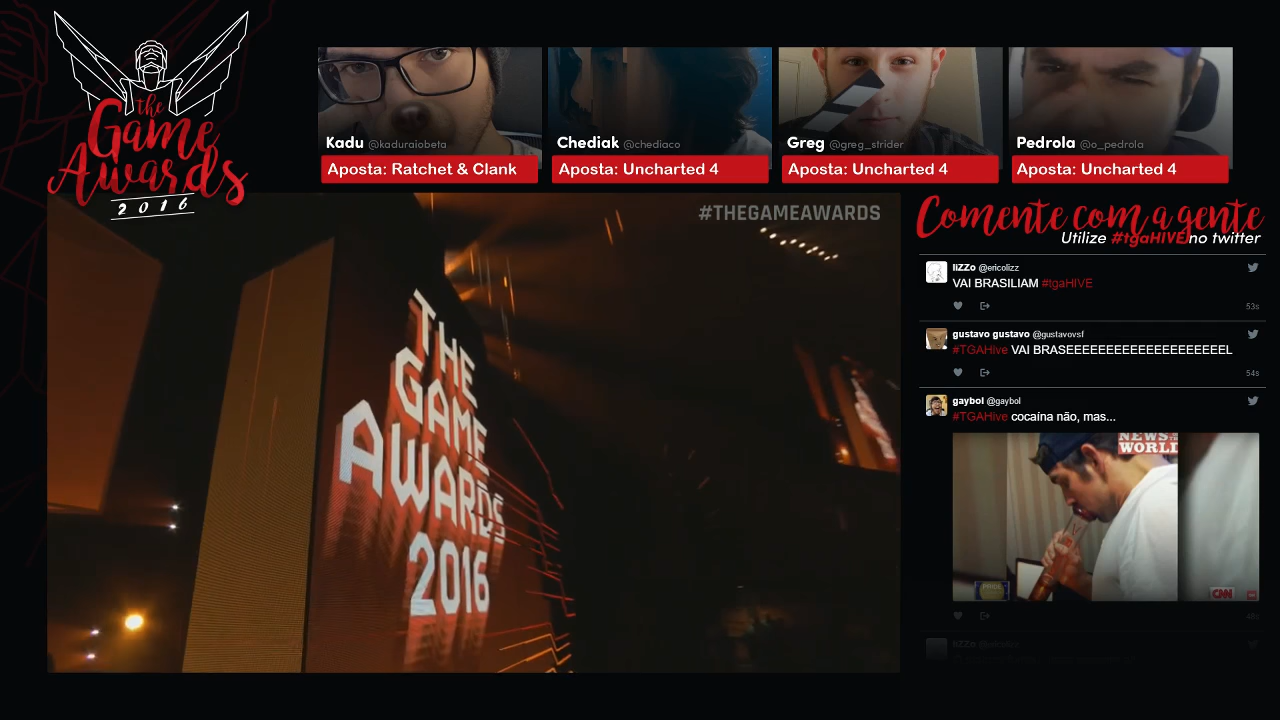 the
Game
Awards
2016
Kadu @kaduraiobeta
Aposta: Ratchet & Clank
Chediak @chediaco
Aposta: Uncharted 4
Greg @greg_strider
Aposta: Uncharted 4
Pedrola @o_pedrola
Aposta: Uncharted 4
#THEGAMEAWARDS
THE
GAME
AWARDS
2016
Comente com a gente
Utilize #tgaHIVE no twitter
liZZo @ericolizz
VAI BRASILIAM #tgaHIVE
53s
gustavo gustavo @gustavovsf
#TGAHive VAI BRASEEEEEEEEEEEEEEEEEEEEL
54s
gaybol @gaybol
#TGAHive cocaína não, mas...
NEWS
WORLD
CNN